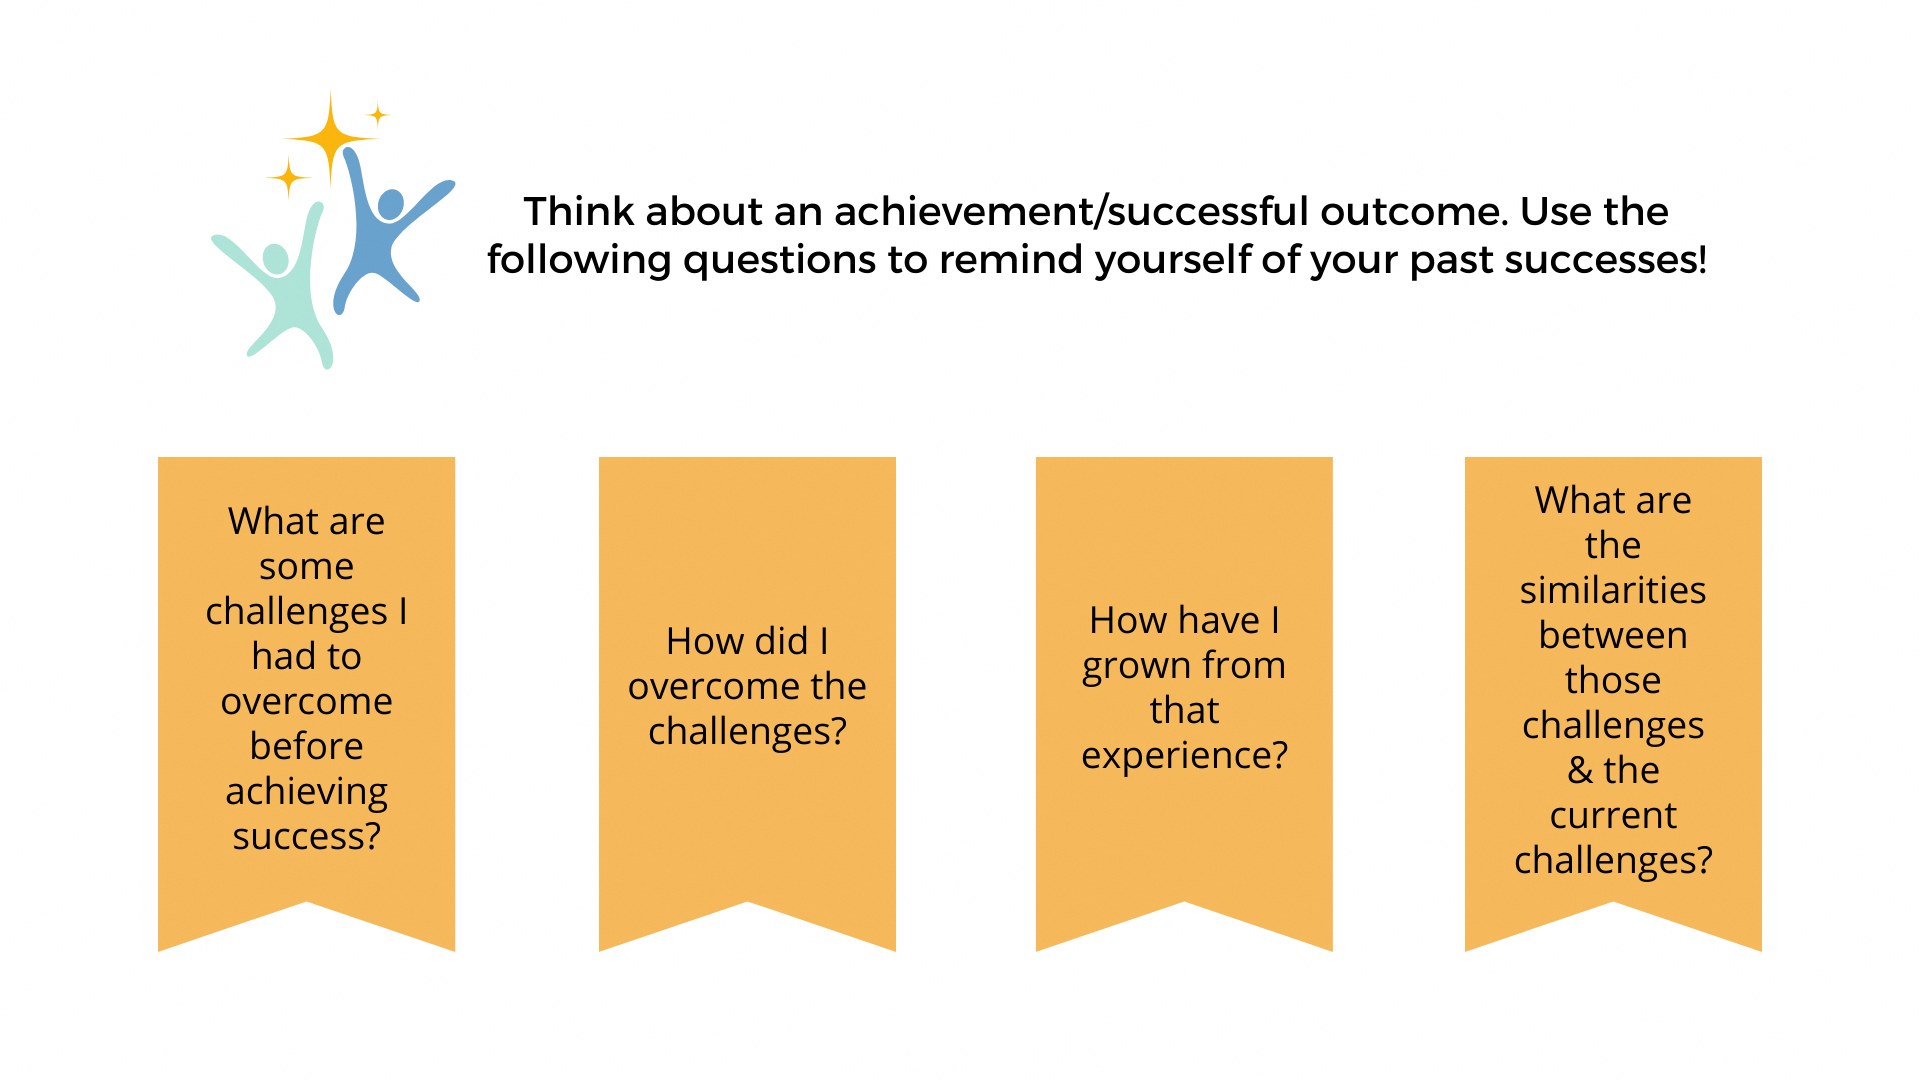 Think about an achievement/successful outcome. Use the
following questions to remind yourself of your past successes!
What are
some
challenges I
had to
overcome
before
achieving
success?
How did I
overcome the
challenges?
How have I
grown from
that
experience?
What are
the
similarities
between
those
challenges
& the
current
challenges?